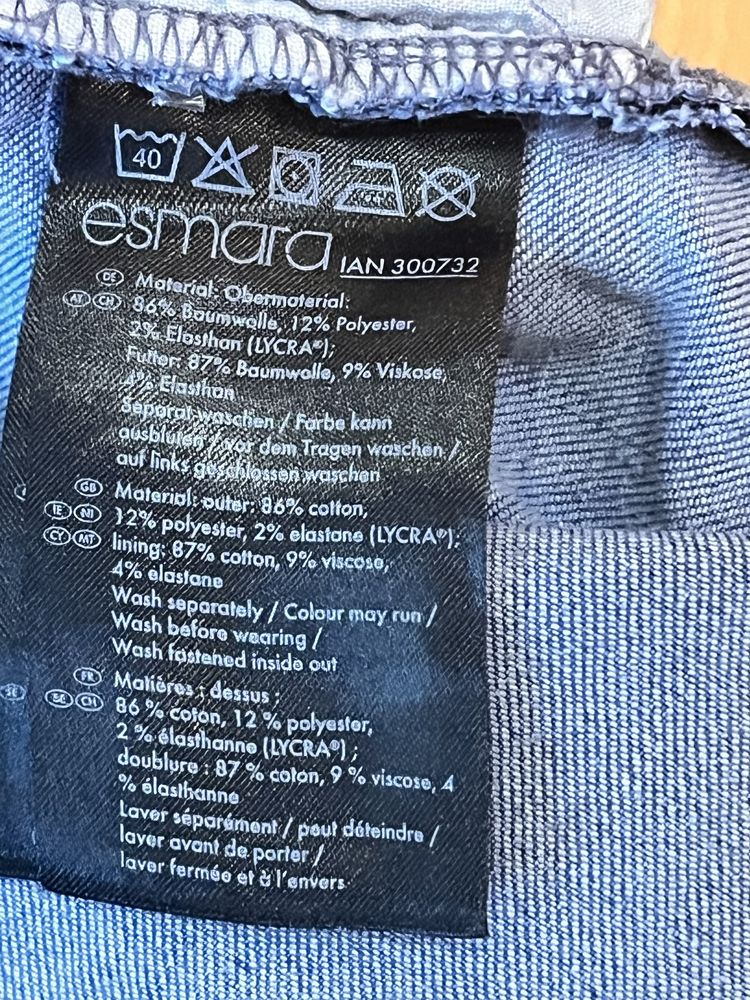 40
esmara IAN 300732
DE Material: Obermaterial:
AT CH 86% Baumwolle, 12% Polyester,
2% Elasthan (LYCRA®);
Futter: 87% Baumwolle, 9% Viskose,
4% Elasthan
Separat waschen / Farbe kann
ausbluten / vor dem Tragen waschen /
auf links geschlossen waschen
GB Material: outer: 86% cotton,
IE NI 12% polyester, 2% elastane (LYCRA®);
CY MT lining: 87% cotton, 9% viscose,
4% elastane
Wash separately / Colour may run /
Wash before wearing /
Wash fastened inside out
FR Matières : dessus :
BE CH 86 % coton, 12 % polyester,
2 % élasthanne (LYCRA®) ;
doublure : 87 % coton, 9 % viscose, 4
% élasthanne
Laver séparément / peut déteindre /
laver avant de porter /
laver fermée et à l'envers